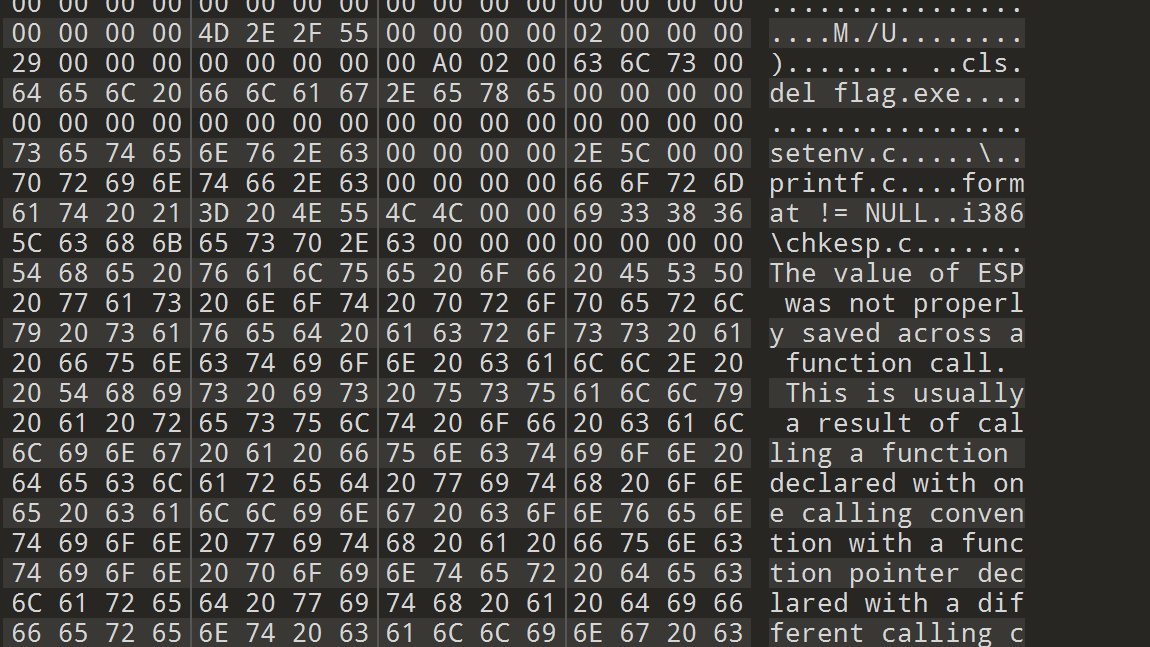 00 00 00 00 00 00 00 00 00 00 00 00 00 00 00 00 ................
00 00 00 00 4D 2E 2F 55 00 00 00 00 02 00 00 00 ....M./U........
29 00 00 00 00 00 00 00 00 A0 02 00 63 6C 73 00 )........ ..cls.
64 65 6C 20 66 6C 61 67 2E 65 78 65 00 00 00 00 del flag.exe....
00 00 00 00 00 00 00 00 00 00 00 00 00 00 00 00 ................
73 65 74 65 6E 76 2E 63 00 00 00 00 2E 5C 00 00 setenv.c.....\..
70 72 69 6E 74 66 2E 63 00 00 00 00 66 6F 72 6D printf.c....form
61 74 20 21 3D 20 4E 55 4C 4C 00 00 69 33 38 36 at != NULL..i386
5C 63 68 6B 65 73 70 2E 63 00 00 00 00 00 00 00 \chkesp.c.......
54 68 65 20 76 61 6C 75 65 20 6F 66 20 45 53 50 The value of ESP
20 77 61 73 20 6E 6F 74 20 70 72 6F 70 65 72 6C  was not properl
79 20 73 61 76 65 64 20 61 63 72 6F 73 73 20 61 y saved across a
20 66 75 6E 63 74 69 6F 6E 20 63 61 6C 6C 2E 20  function call. 
20 54 68 69 73 20 69 73 20 75 73 75 61 6C 6C 79  This is usually
20 61 20 72 65 73 75 6C 74 20 6F 66 20 63 61 6C  a result of cal
6C 69 6E 67 20 61 20 66 75 6E 63 74 69 6F 6E 20 ling a function 
64 65 63 6C 61 72 65 64 20 77 69 74 68 20 6F 6E declared with on
65 20 63 61 6C 6C 69 6E 67 20 63 6F 6E 76 65 6E e calling conven
74 69 6F 6E 20 77 69 74 68 20 61 20 66 75 6E 63 tion with a func
74 69 6F 6E 20 70 6F 69 6E 74 65 72 20 64 65 63 tion pointer dec
6C 61 72 65 64 20 77 69 74 68 20 61 20 64 69 66 lared with a dif
66 65 72 65 6E 74 20 63 61 6C 6C 69 6E 67 20 63 ferent calling c